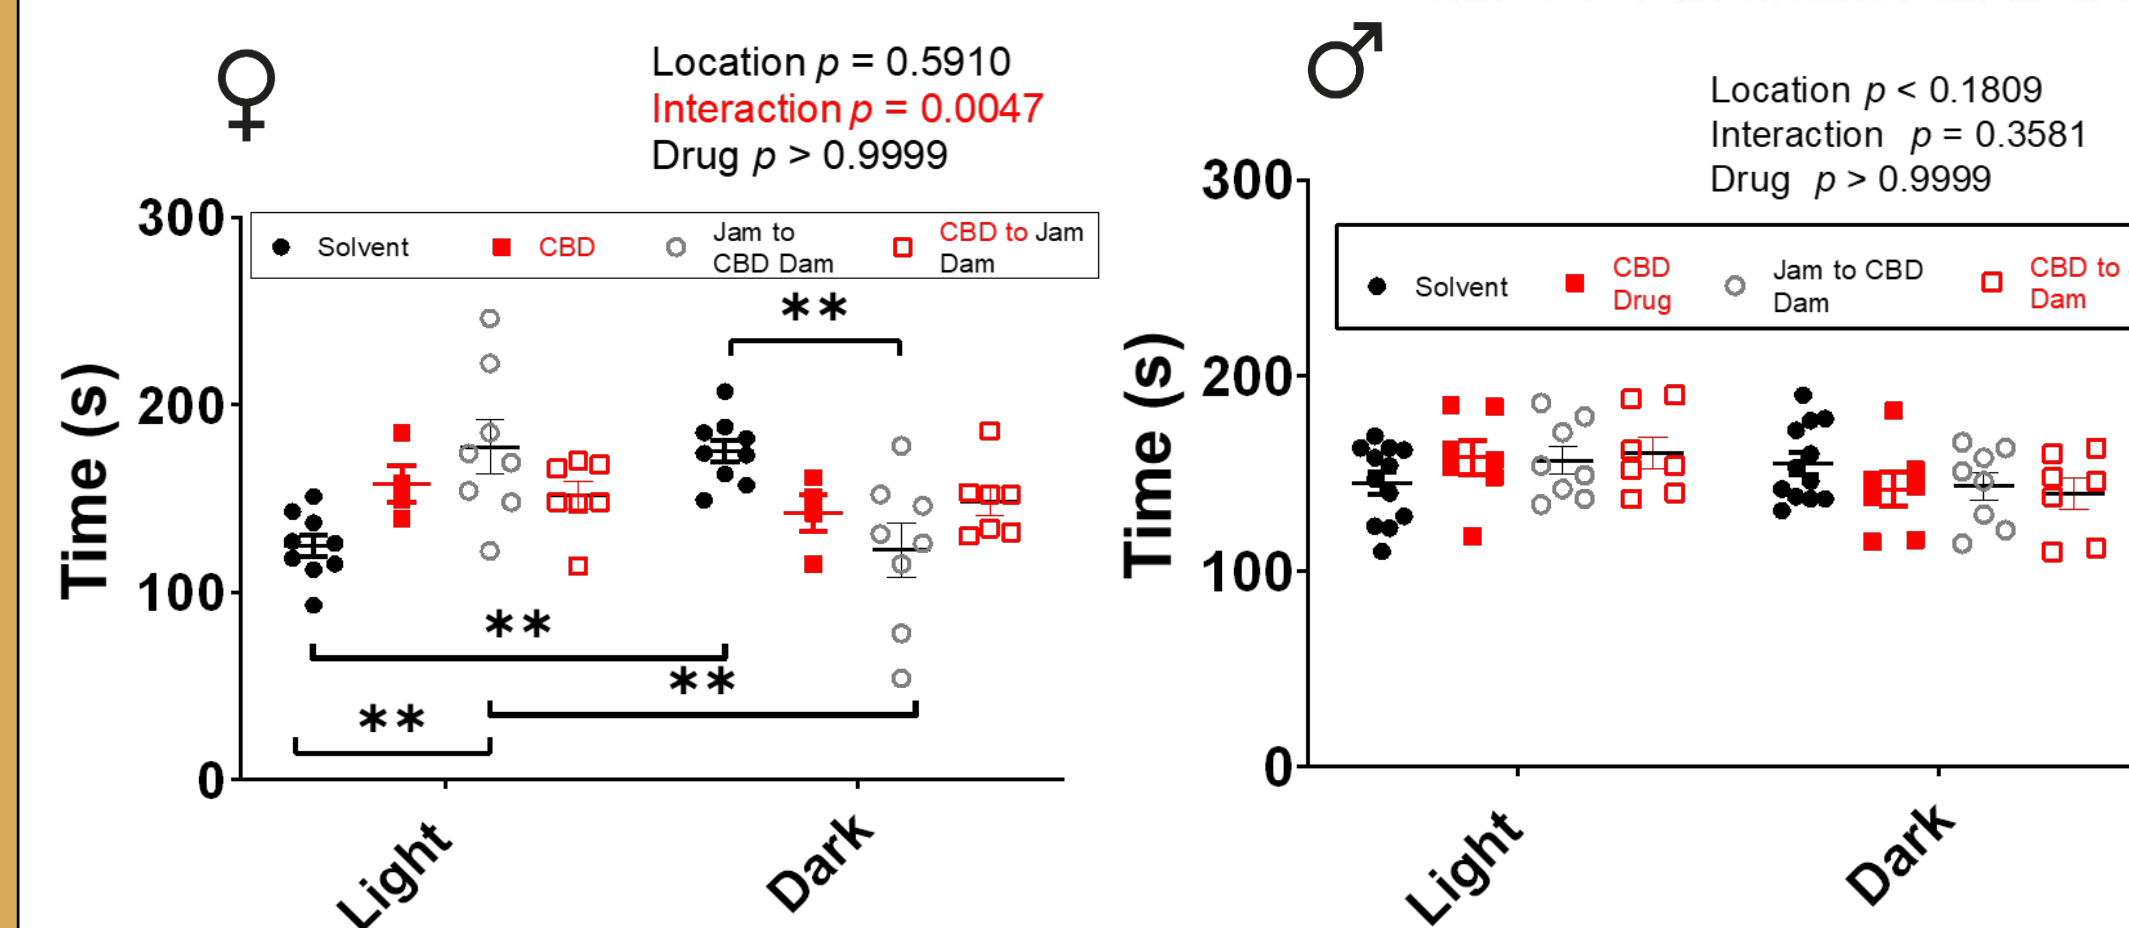 ♀
Location p = 0.5910
Interaction p = 0.0047
Drug p > 0.9999
300
200
100
0
Time (s)
Solvent
CBD
Jam to
CBD Dam
CBD to Jam
Dam
**
**
**
**
Light
Dark
♂
Location p < 0.1809
Interaction p = 0.3581
Drug p > 0.9999
300
200
100
0
Time (s)
Solvent
CBD
Drug
Jam to CBD
Dam
CBD to
Dam
Light
Dark